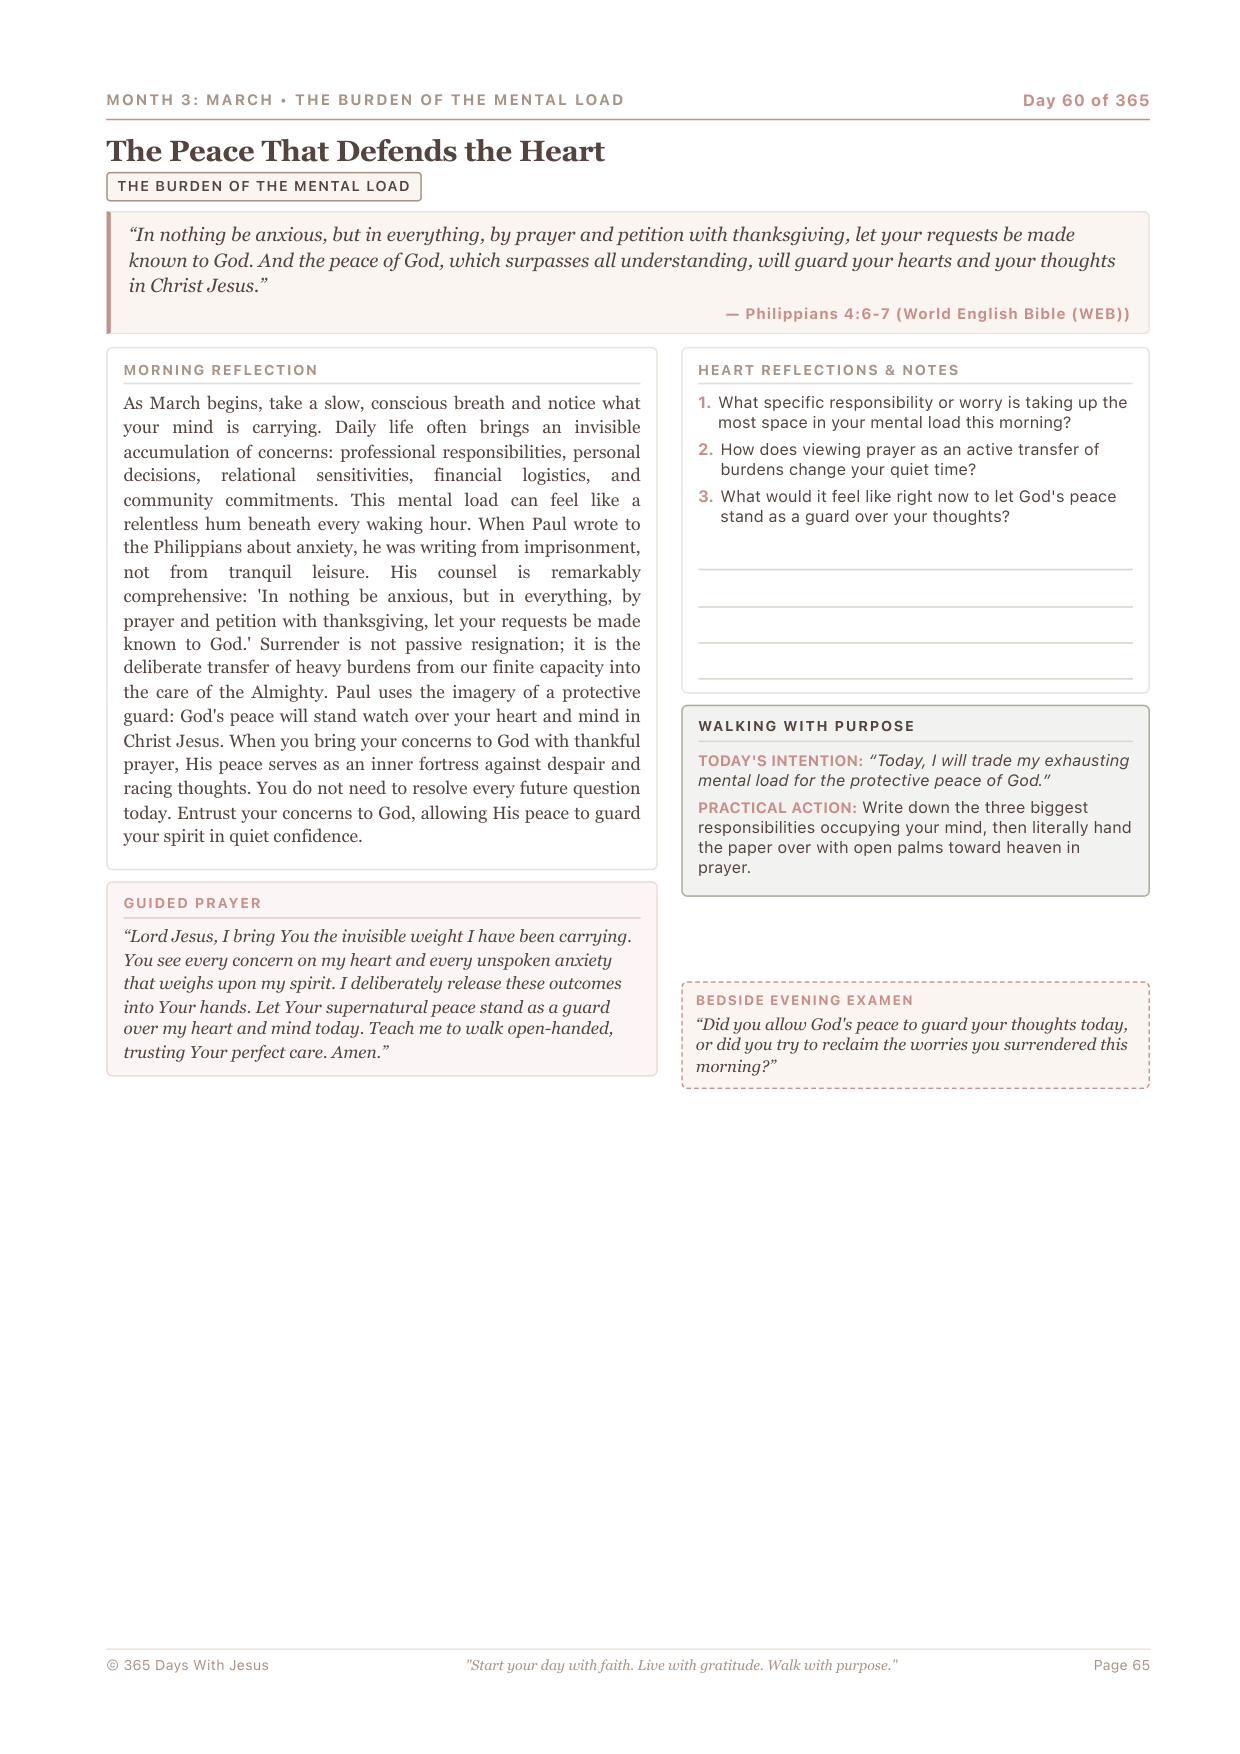 MONTH 3: MARCH • THE BURDEN OF THE MENTAL LOAD
Day 60 of 365
The Peace That Defends the Heart
THE BURDEN OF THE MENTAL LOAD
“In nothing be anxious, but in everything, by prayer and petition with thanksgiving, let your requests be made
known to God. And the peace of God, which surpasses all understanding, will guard your hearts and your thoughts
in Christ Jesus.”
— Philippians 4:6-7 (World English Bible (WEB))
MORNING REFLECTION
As March begins, take a slow, conscious breath and notice what
your mind is carrying. Daily life often brings an invisible
accumulation of concerns: professional responsibilities, personal
decisions, relational sensitivities, financial logistics, and
community commitments. This mental load can feel like a
relentless hum beneath every waking hour. When Paul wrote to
the Philippians about anxiety, he was writing from imprisonment,
not from tranquil leisure. His counsel is remarkably
comprehensive: 'In nothing be anxious, but in everything, by
prayer and petition with thanksgiving, let your requests be made
known to God.' Surrender is not passive resignation; it is the
deliberate transfer of heavy burdens from our finite capacity into
the care of the Almighty. Paul uses the imagery of a protective
guard: God's peace will stand watch over your heart and mind in
Christ Jesus. When you bring your concerns to God with thankful
prayer, His peace serves as an inner fortress against despair and
racing thoughts. You do not need to resolve every future question
today. Entrust your concerns to God, allowing His peace to guard
your spirit in quiet confidence.
GUIDED PRAYER
“Lord Jesus, I bring You the invisible weight I have been carrying.
You see every concern on my heart and every unspoken anxiety
that weighs upon my spirit. I deliberately release these outcomes
into Your hands. Let Your supernatural peace stand as a guard
over my heart and mind today. Teach me to walk open-handed,
trusting Your perfect care. Amen.”
HEART REFLECTIONS & NOTES
1. What specific responsibility or worry is taking up the
most space in your mental load this morning?
2. How does viewing prayer as an active transfer of
burdens change your quiet time?
3. What would it feel like right now to let God's peace
stand as a guard over your thoughts?
WALKING WITH PURPOSE
TODAY'S INTENTION: “Today, I will trade my exhausting
mental load for the protective peace of God.”
PRACTICAL ACTION: Write down the three biggest
responsibilities occupying your mind, then literally hand
the paper over with open palms toward heaven in
prayer.
BEDSIDE EVENING EXAMEN
“Did you allow God's peace to guard your thoughts today,
or did you try to reclaim the worries you surrendered this
morning?”
© 365 Days With Jesus
"Start your day with faith. Live with gratitude. Walk with purpose."
Page 65